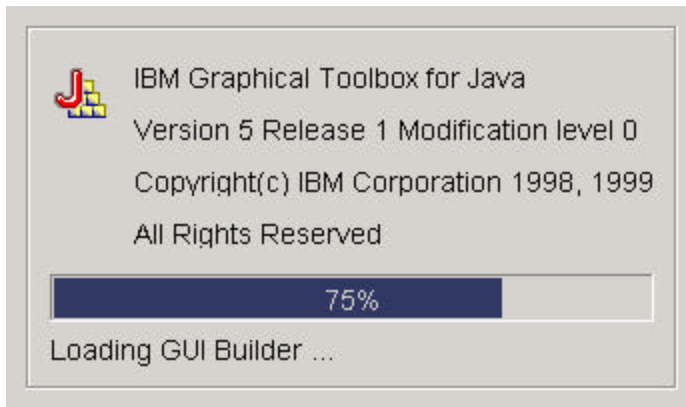 IBM Graphical Toolbox for Java
Version 5 Release 1 Modification level 0
Copyright(c) IBM Corporation 1998, 1999
All Rights Reserved
75%
Loading GUI Builder ...